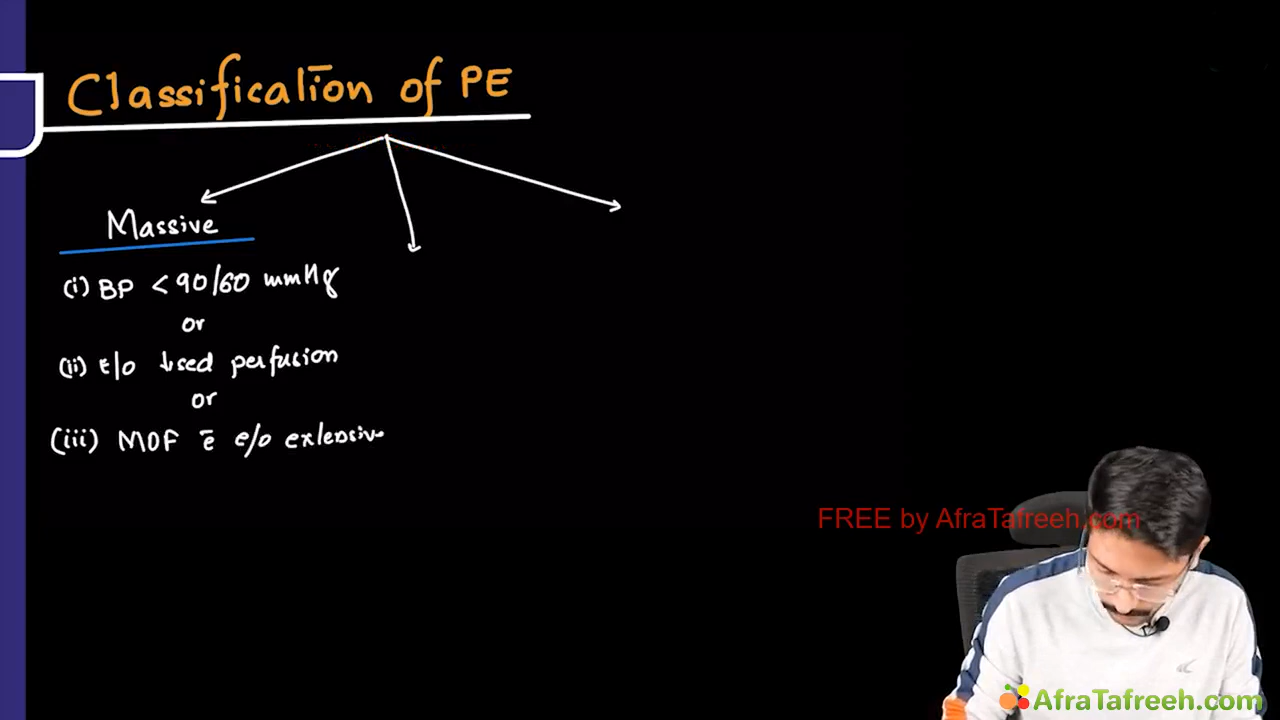 Classification of PE
Massive
(i) BP < 90/60 mmHg
or
(ii) E/o ↓sed perfusion
or
(iii) MOF c̄ e/o extensive
FREE by AfraTafreeh.com
AfraTafreeh.com